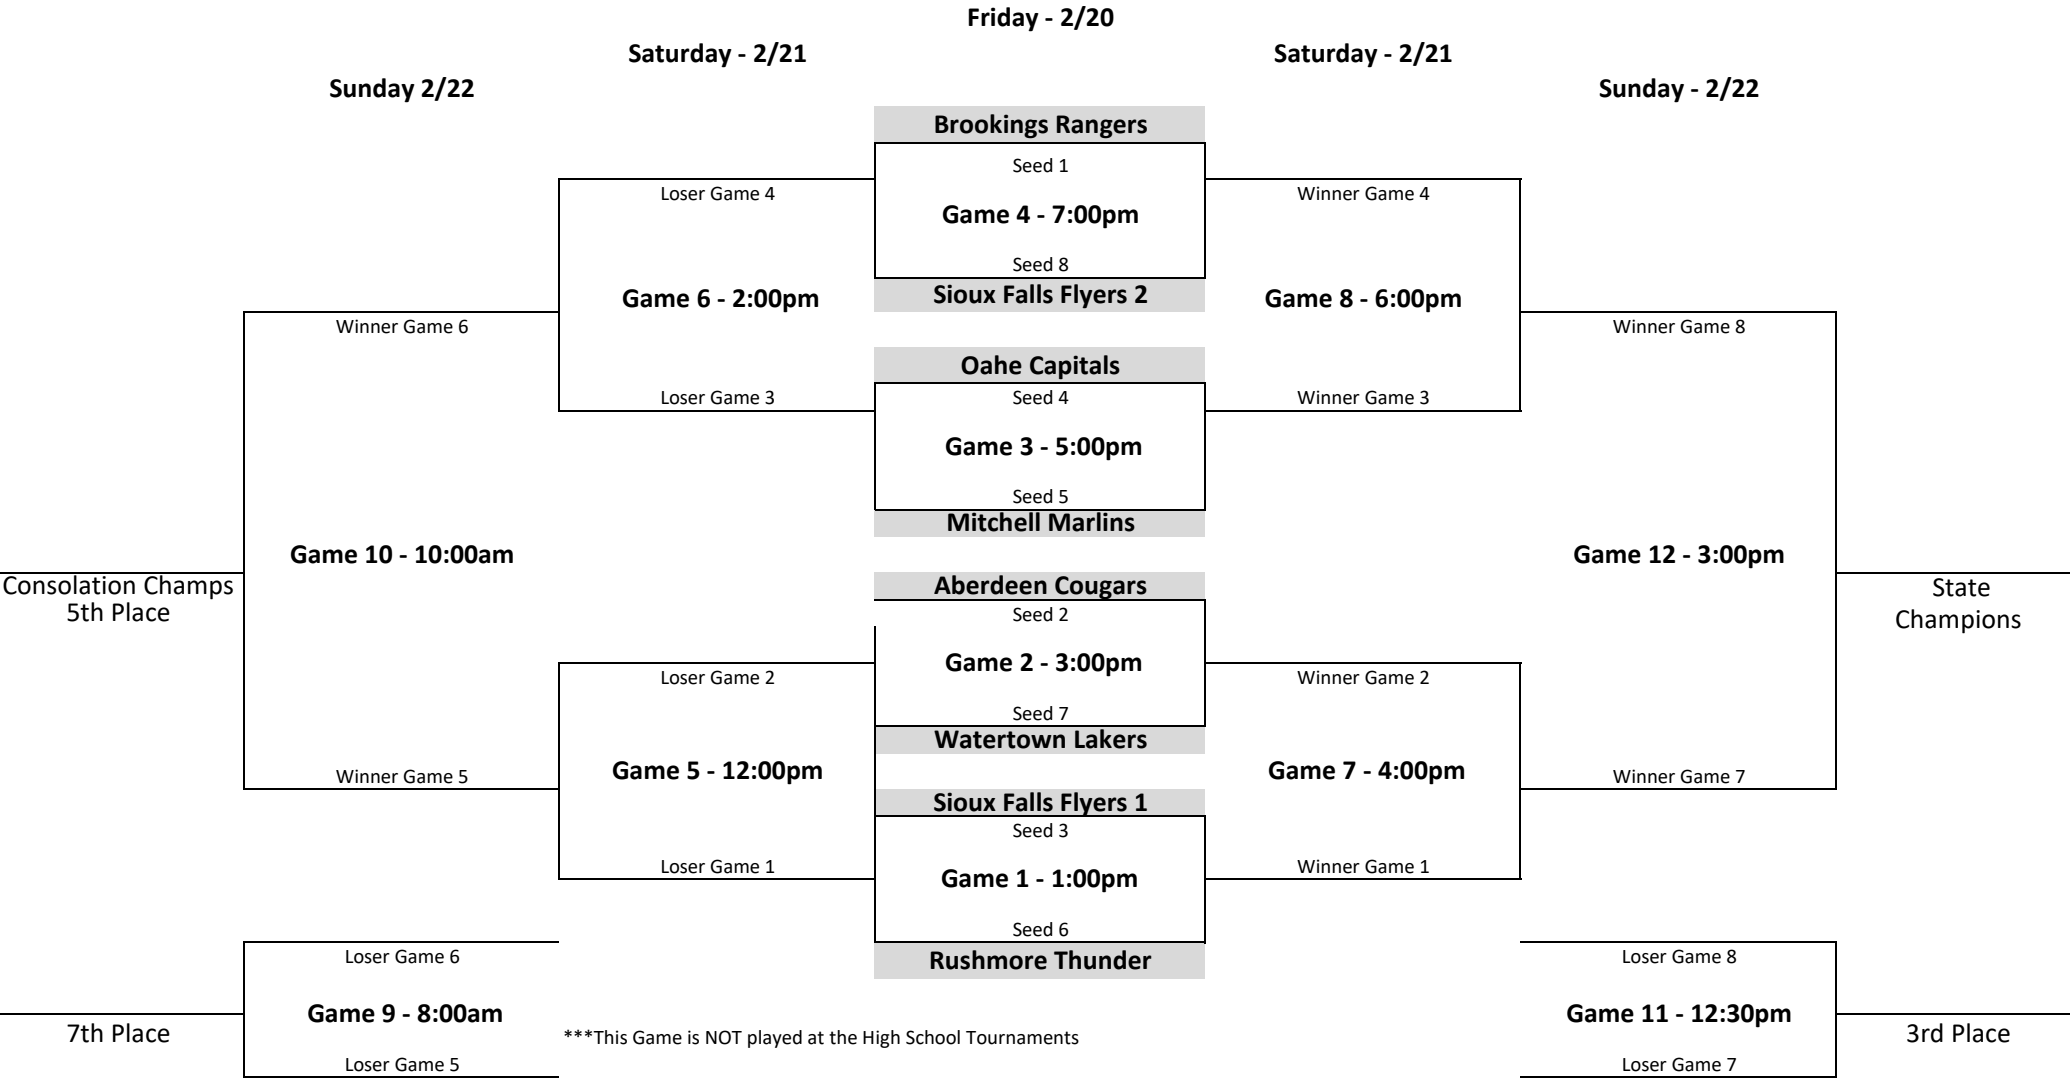 Friday - 2/20
Saturday - 2/21
Saturday - 2/21
Sunday 2/22
Sunday - 2/22
Brookings Rangers
Seed 1
Loser Game 4
Winner Game 4
Game 4 - 7:00pm
Seed 8
Sioux Falls Flyers 2
Game 6 - 2:00pm
Game 8 - 6:00pm
Winner Game 6
Winner Game 8
Oahe Capitals
Seed 4
Loser Game 3
Winner Game 3
Game 3 - 5:00pm
Seed 5
Mitchell Marlins
Game 10 - 10:00am
Game 12 - 3:00pm
Consolation Champs
5th Place
Aberdeen Cougars
State
Champions
Seed 2
Game 2 - 3:00pm
Loser Game 2
Winner Game 2
Seed 7
Watertown Lakers
Game 5 - 12:00pm
Game 7 - 4:00pm
Winner Game 5
Winner Game 7
Sioux Falls Flyers 1
Seed 3
Loser Game 1
Winner Game 1
Game 1 - 1:00pm
Seed 6
Rushmore Thunder
Loser Game 6
Loser Game 8
Game 9 - 8:00am
Game 11 - 12:30pm
7th Place
***This Game is NOT played at the High School Tournaments
3rd Place
Loser Game 5
Loser Game 7